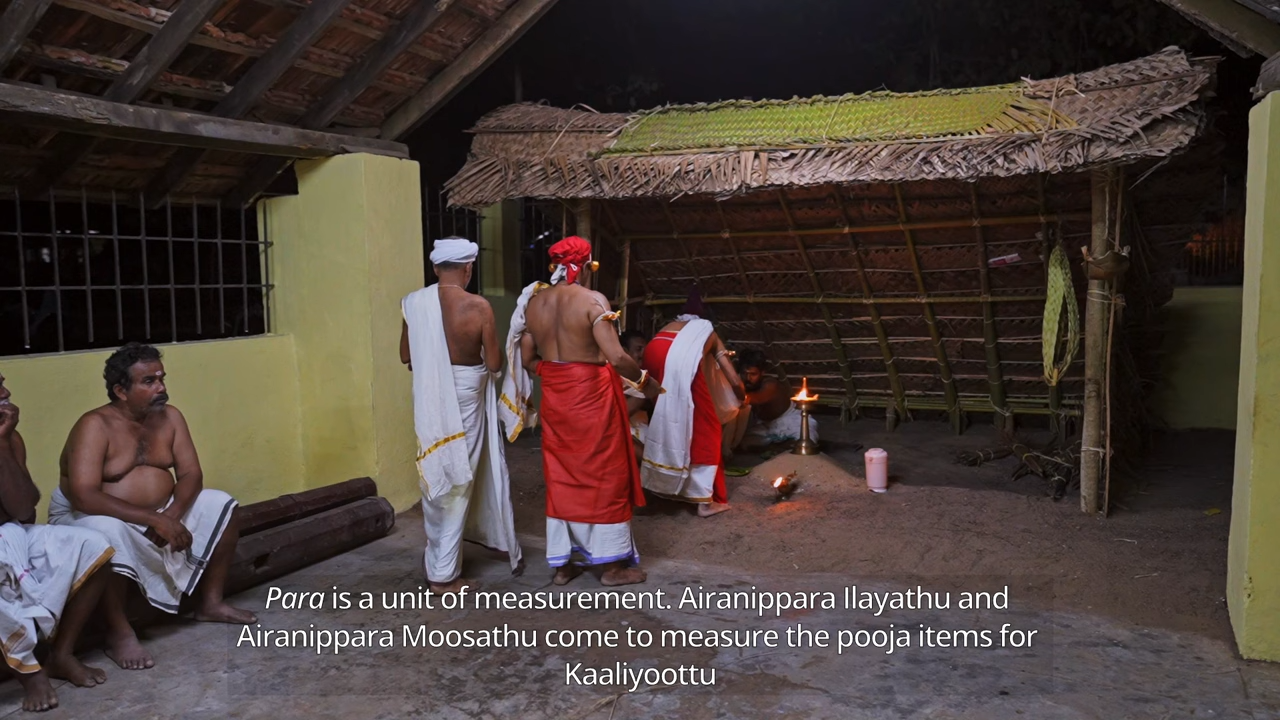 Para is a unit of measurement. Airanippara Ilayathu and
Airanippara Moosathu come to measure the pooja items for
Kaaliyoottu